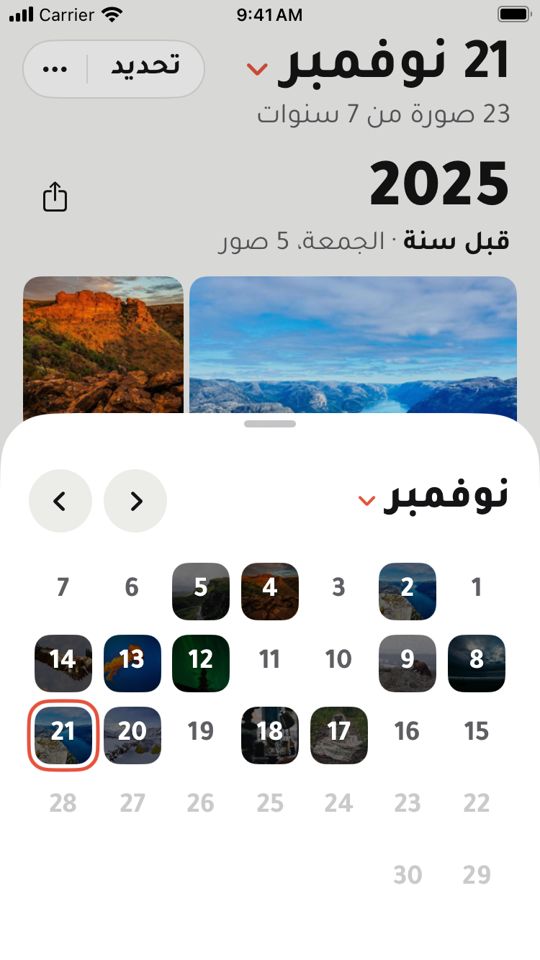 Carrier 9:41 AM
21 نوفمبر
تحديد
23 صورة من 7 سنوات
2025
قبل سنة · الجمعة، 5 صور
نوفمبر
1 2 3 4 5 6 7
8 9 10 11 12 13 14
15 16 17 18 19 20 21
22 23 24 25 26 27 28
29 30